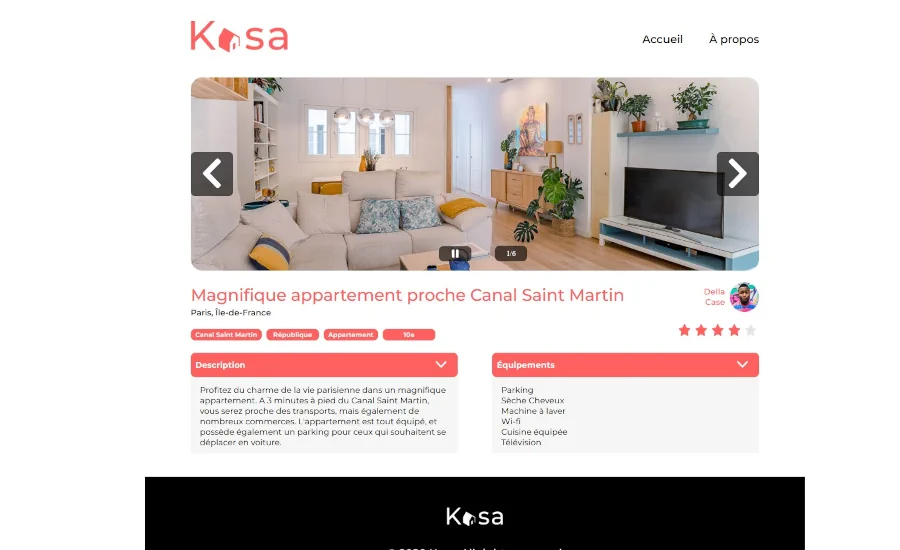 Kasa
Accueil À propos
1/6
Magnifique appartement proche Canal Saint Martin
Paris, Île-de-France
Della
Case
Canal Saint Martin République Appartement 10e
Description
Profitez du charme de la vie parisienne dans un magnifique
appartement. A 3 minutes à pied du Canal Saint Martin,
vous serez proche des transports, mais également de
nombreux commerces. L'appartement est tout équipé, et
possède également un parking pour ceux qui souhaitent se
déplacer en voiture.
Équipements
Parking
Sèche Cheveux
Machine à laver
Wi-fi
Cuisine équipée
Télévision
Kasa